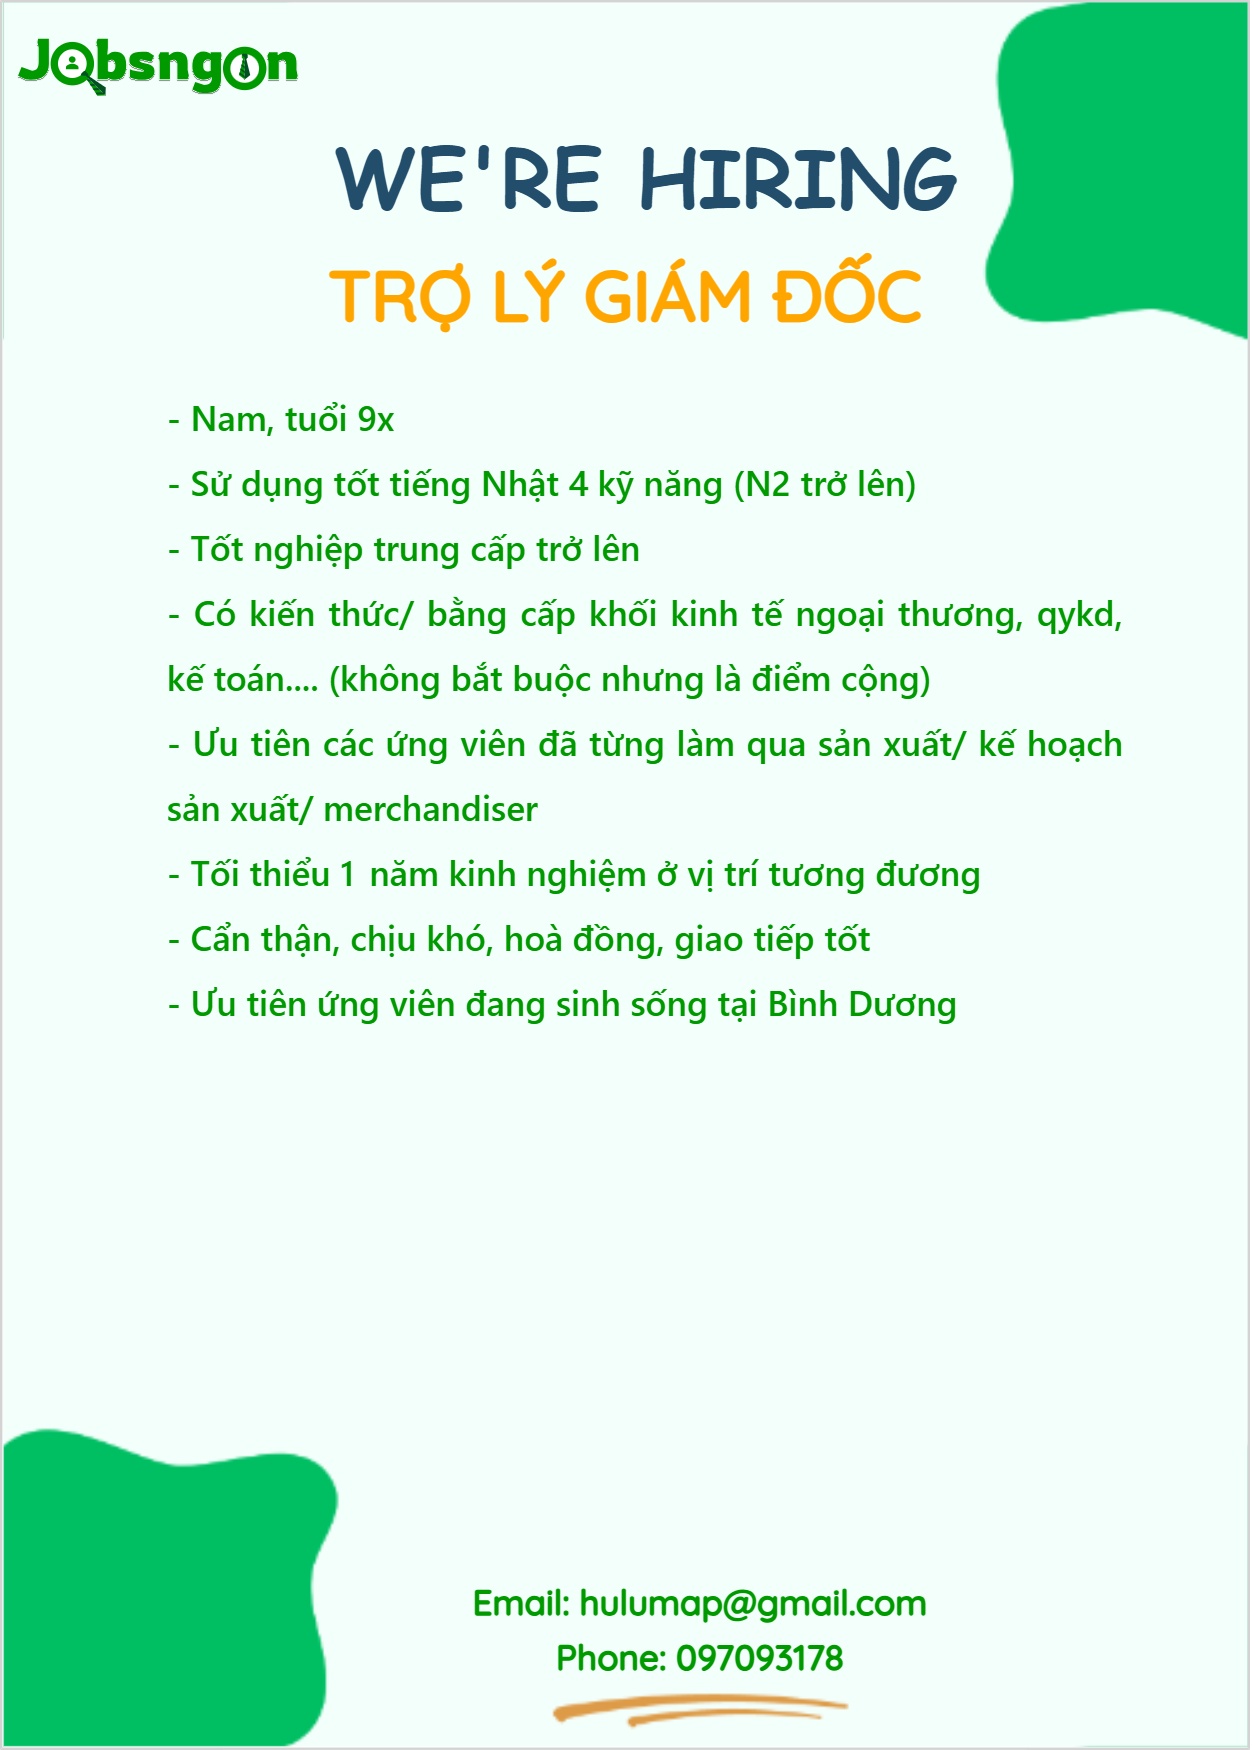 Jobsngon
WE'RE HIRING
TRỢ LÝ GIÁM ĐỐC
- Nam, tuổi 9x
- Sử dụng tốt tiếng Nhật 4 kỹ năng (N2 trở lên)
- Tốt nghiệp trung cấp trở lên
- Có kiến thức/ bằng cấp khối kinh tế ngoại thương, qykd,
kế toán.... (không bắt buộc nhưng là điểm cộng)
- Ưu tiên các ứng viên đã từng làm qua sản xuất/ kế hoạch
sản xuất/ merchandiser
- Tối thiểu 1 năm kinh nghiệm ở vị trí tương đương
- Cẩn thận, chịu khó, hoà đồng, giao tiếp tốt
- Ưu tiên ứng viên đang sinh sống tại Bình Dương
Email: hulumap@gmail.com
Phone: 097093178